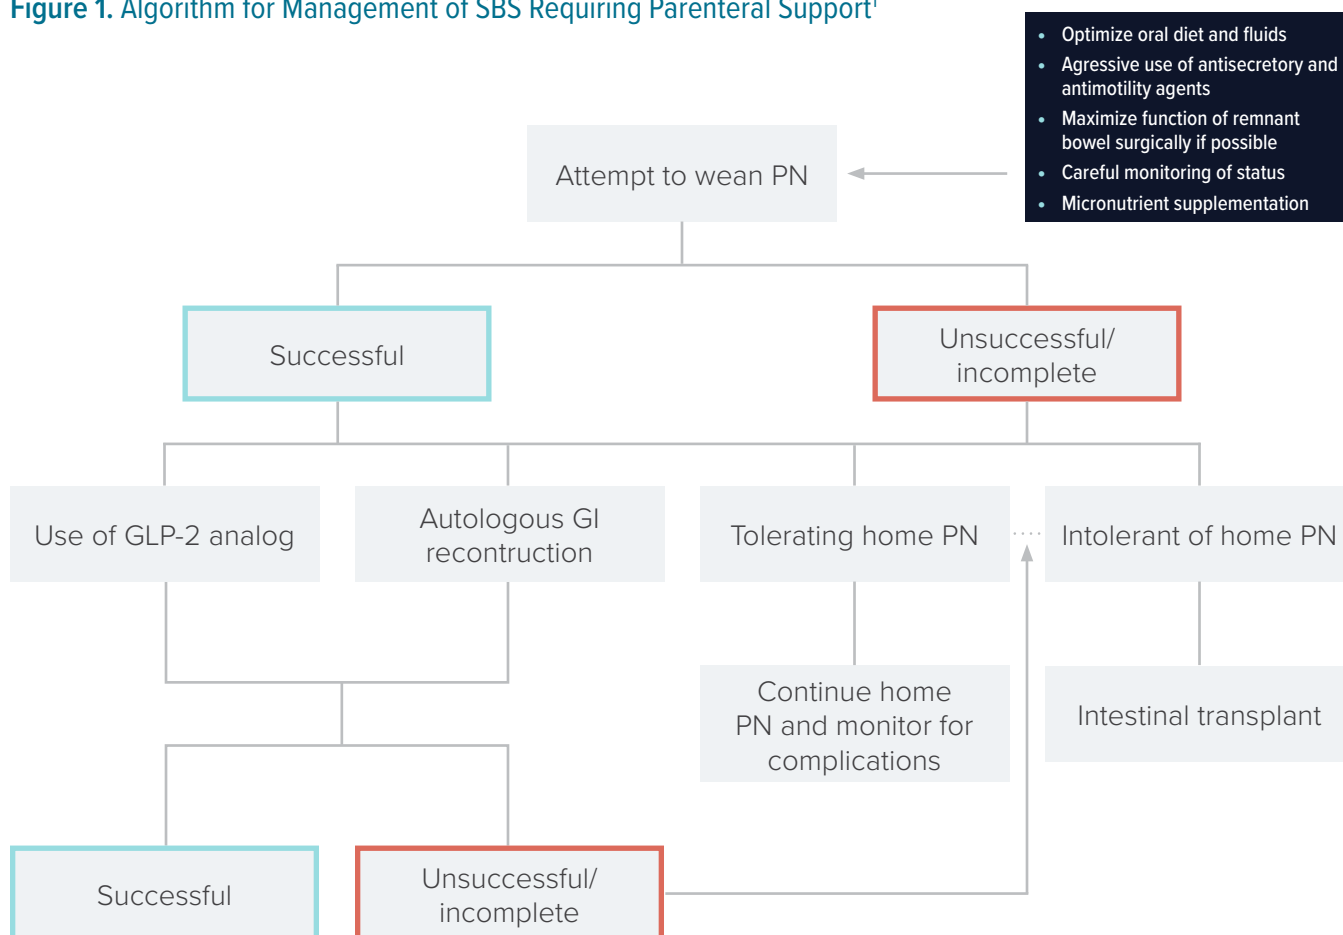 Figure 1. Algorithm for Management of SBS Requiring Parenteral Support¹
• Optimize oral diet and fluids
• Agressive use of antisecretory and
antimotility agents
• Maximize function of remnant
bowel surgically if possible
• Careful monitoring of status
• Micronutrient supplementation
Attempt to wean PN
Successful
Unsuccessful/
incomplete
Use of GLP-2 analog
Autologous GI
recontruction
Tolerating home PN
Intolerant of home PN
Continue home
PN and monitor for
complications
Intestinal transplant
Successful
Unsuccessful/
incomplete